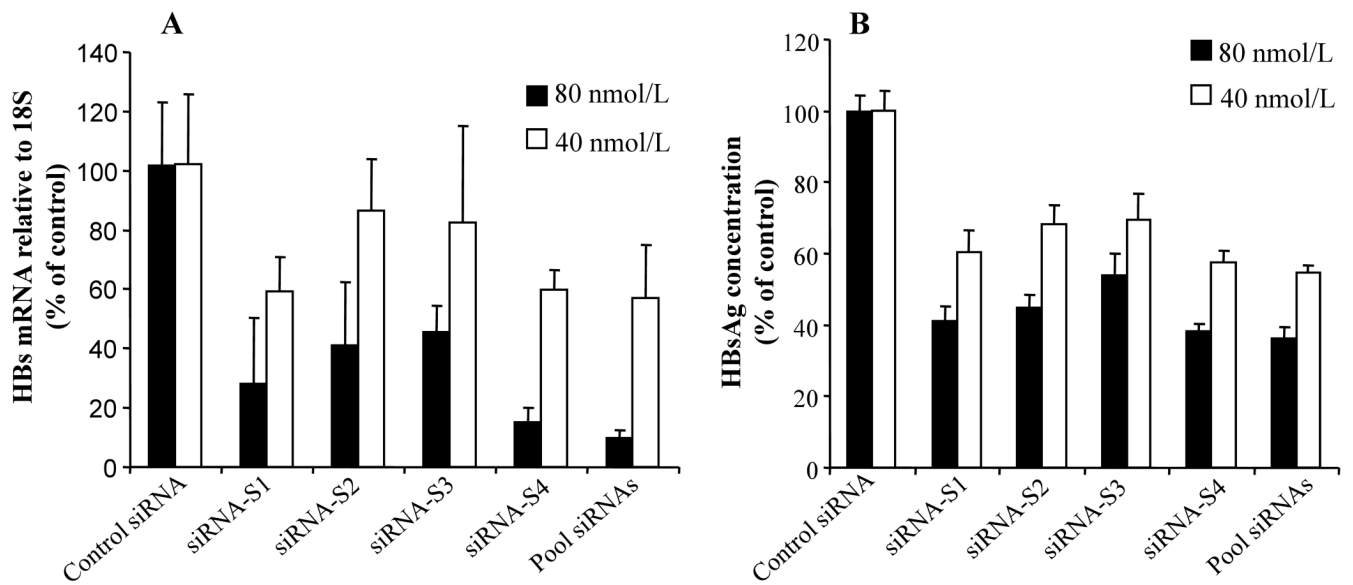 A
HBs mRNA relative to 18S
(% of control)
140
120
100
80
60
40
20
0
80 nmol/L
40 nmol/L
Control siRNA
siRNA-S1
siRNA-S2
siRNA-S3
siRNA-S4
Pool siRNAs
B
HBsAg concentration
(% of control)
120
100
80
60
40
20
0
80 nmol/L
40 nmol/L
Control siRNA
siRNA-S1
siRNA-S2
siRNA-S3
siRNA-S4
Pool siRNAs